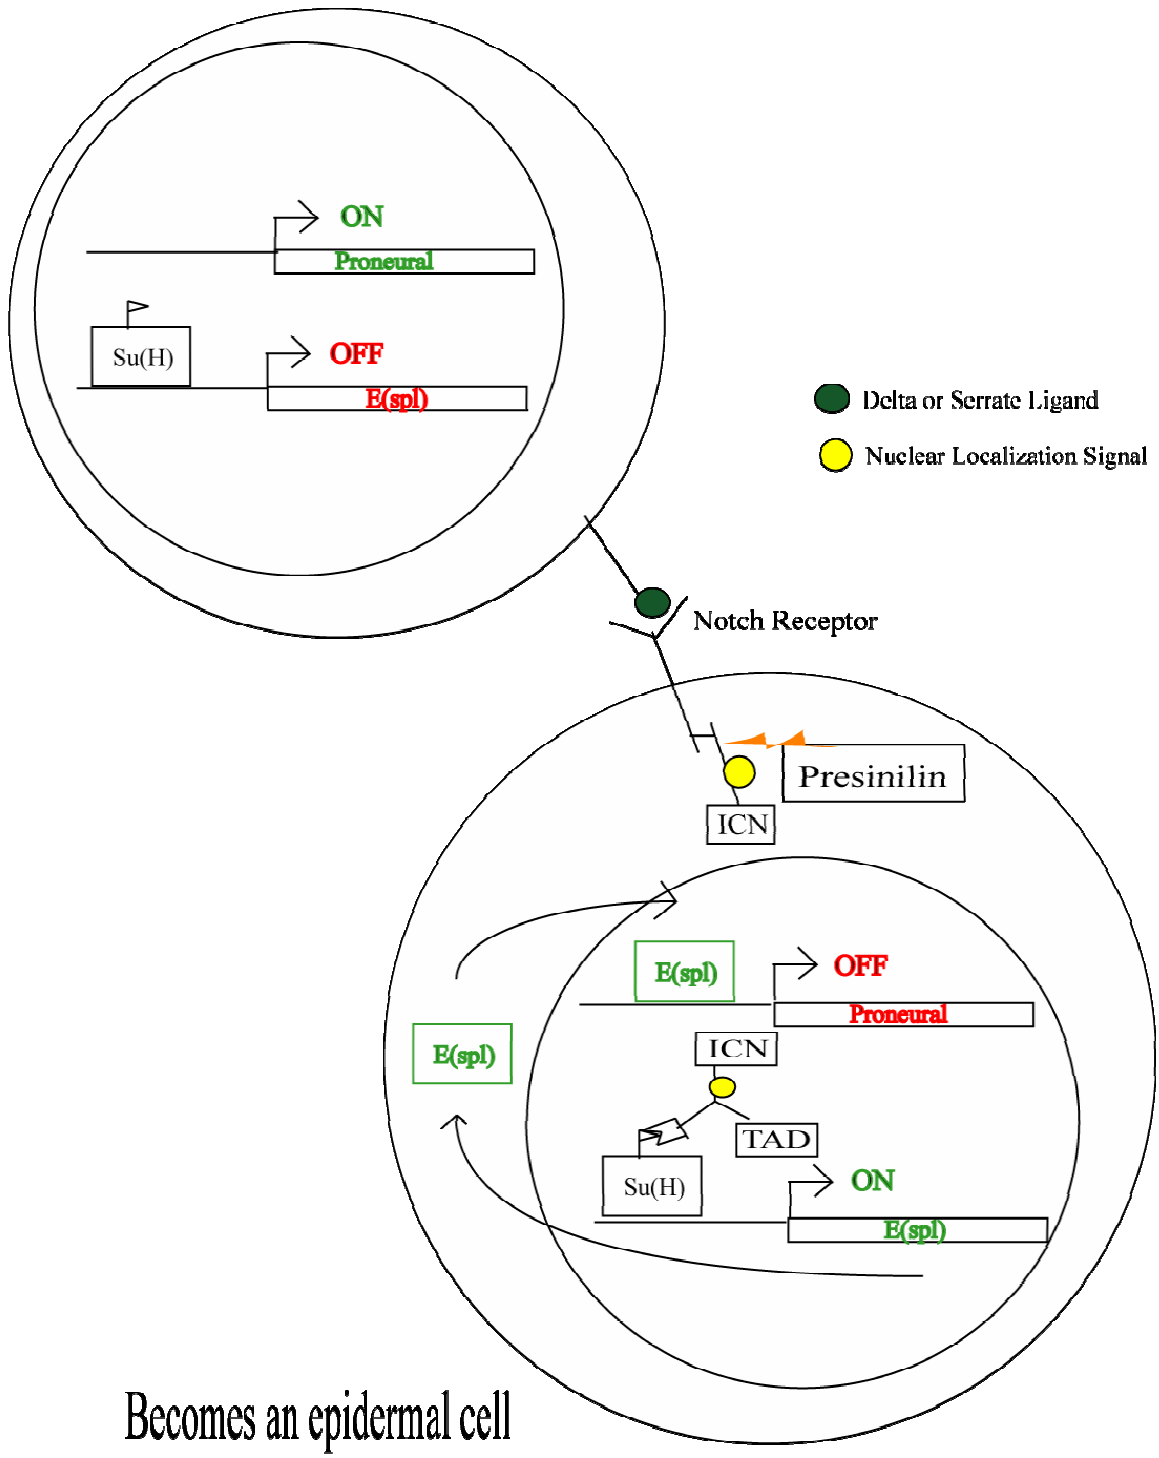 ON
Proneural
Su(H)
OFF
E(spl)
Delta or Serrate Ligand
Nuclear Localization Signal
Notch Receptor
Presinilin
ICN
E(spl)
OFF
Proneural
ICN
E(spl)
TAD
Su(H)
ON
E(spl)
Becomes an epidermal cell